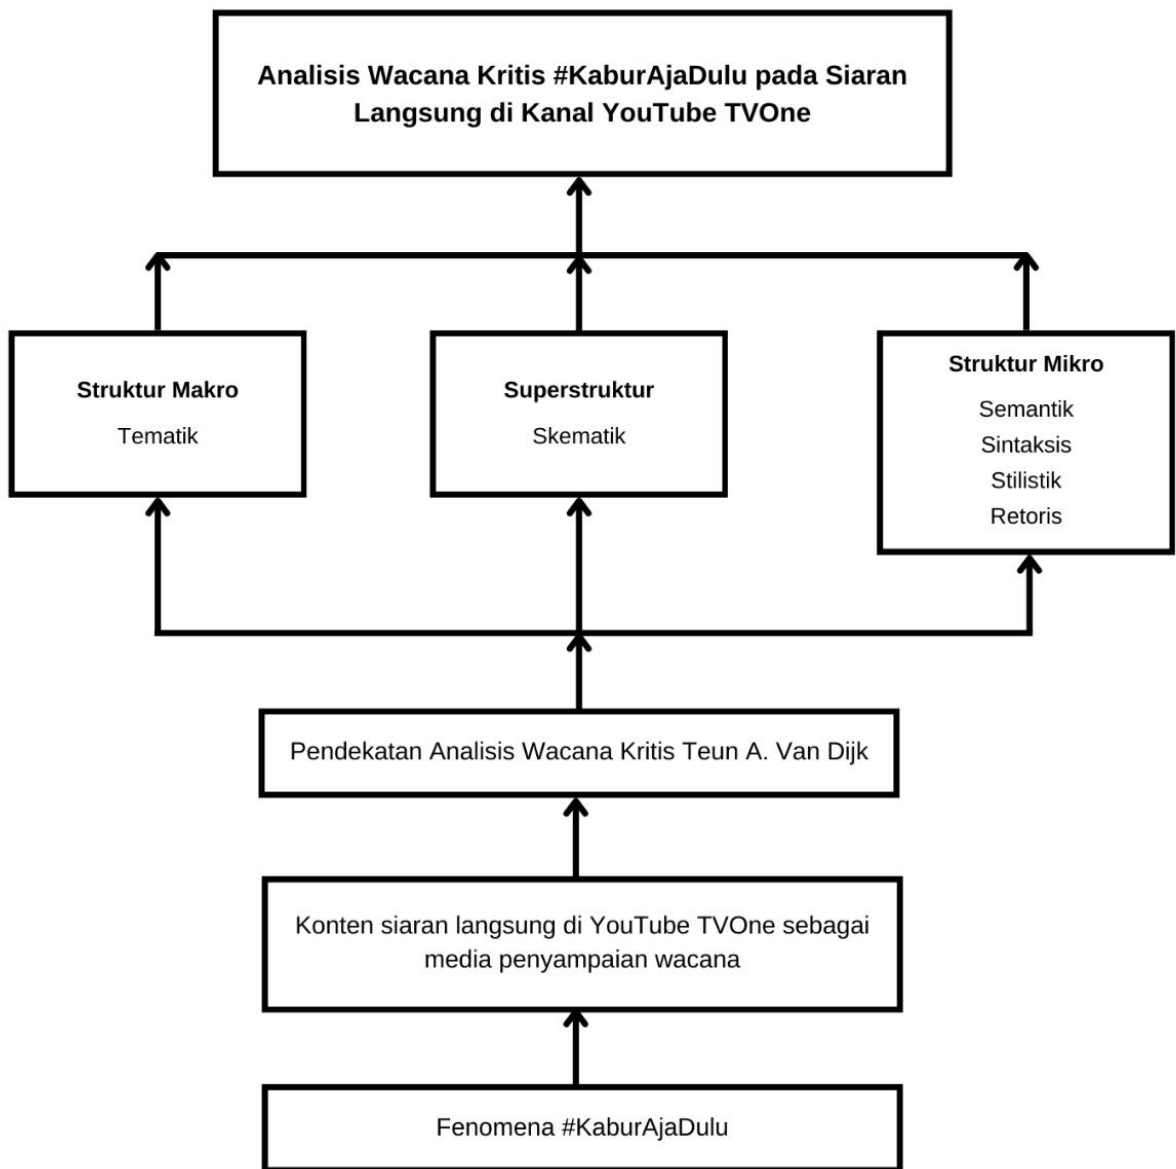 Analisis Wacana Kritis #KaburAjaDulu pada Siaran
Langsung di Kanal YouTube TVOne
Struktur Makro
Tematik
Superstruktur
Skematik
Struktur Mikro
Semantik
Sintaksis
Stilistik
Retoris
Pendekatan Analisis Wacana Kritis Teun A. Van Dijk
Konten siaran langsung di YouTube TVOne sebagai
media penyampaian wacana
Fenomena #KaburAjaDulu